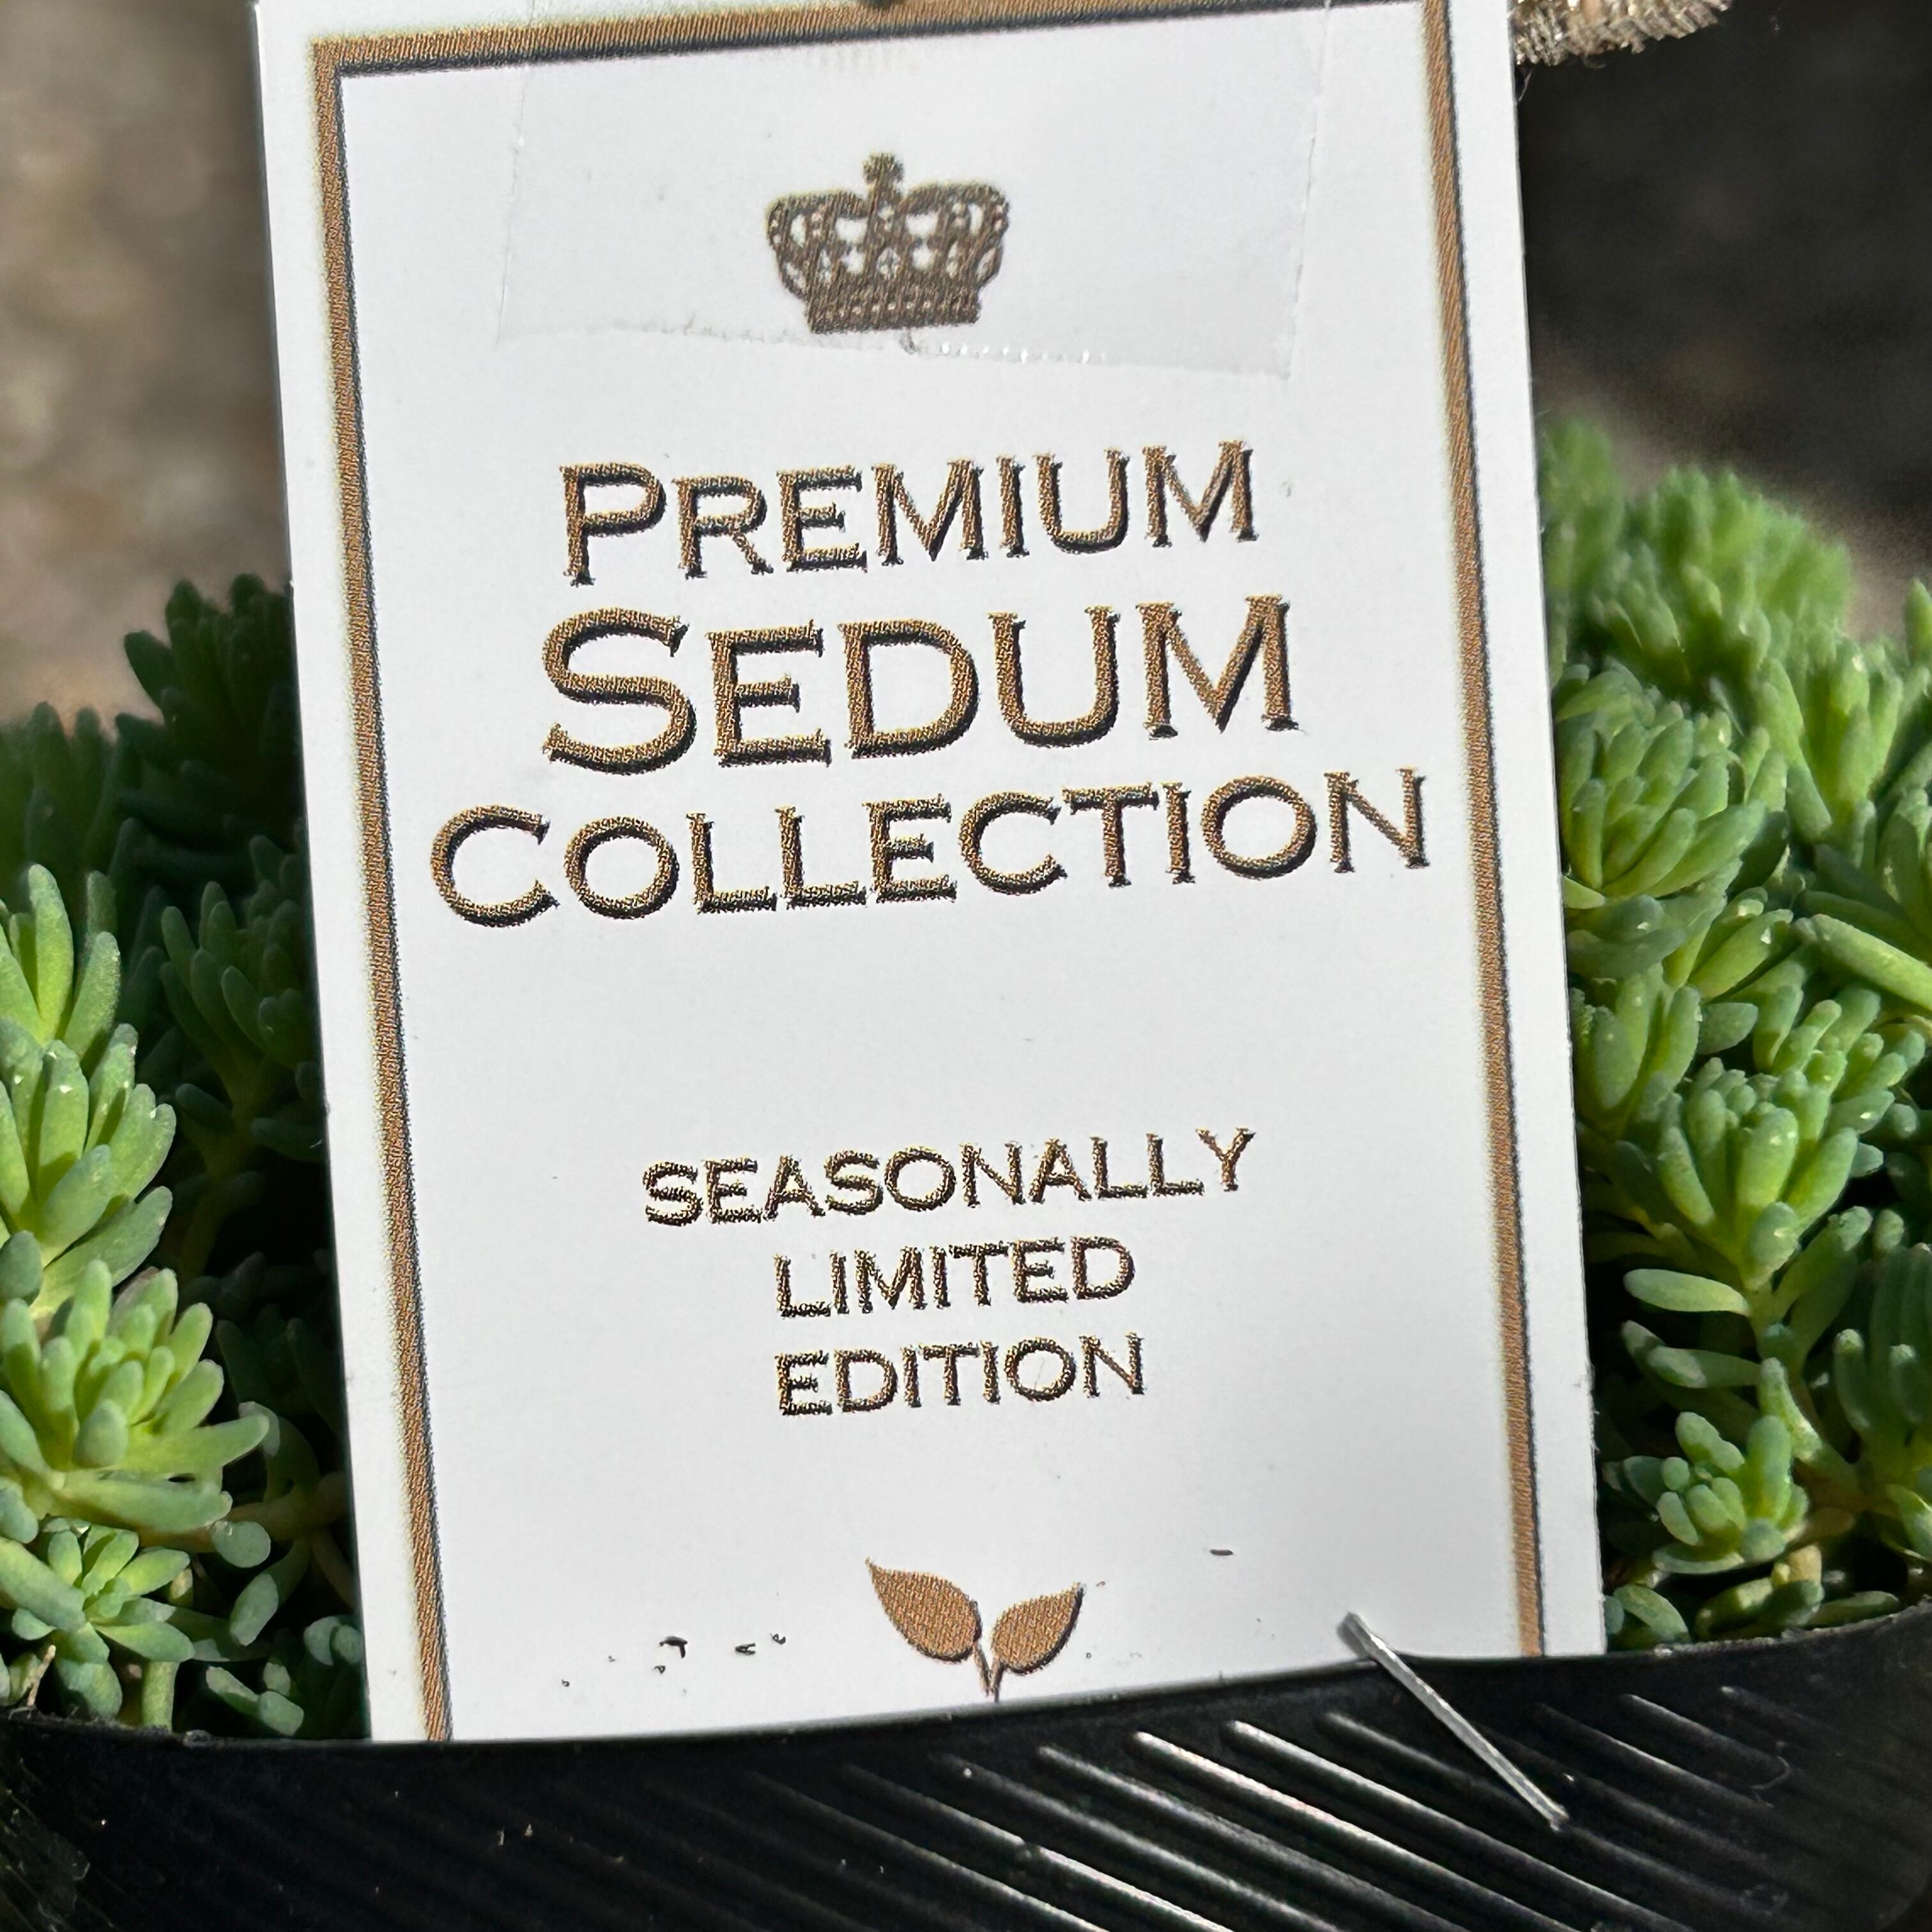 PREMIUM
SEDUM
COLLECTION
SEASONALLY
LIMITED
EDITION